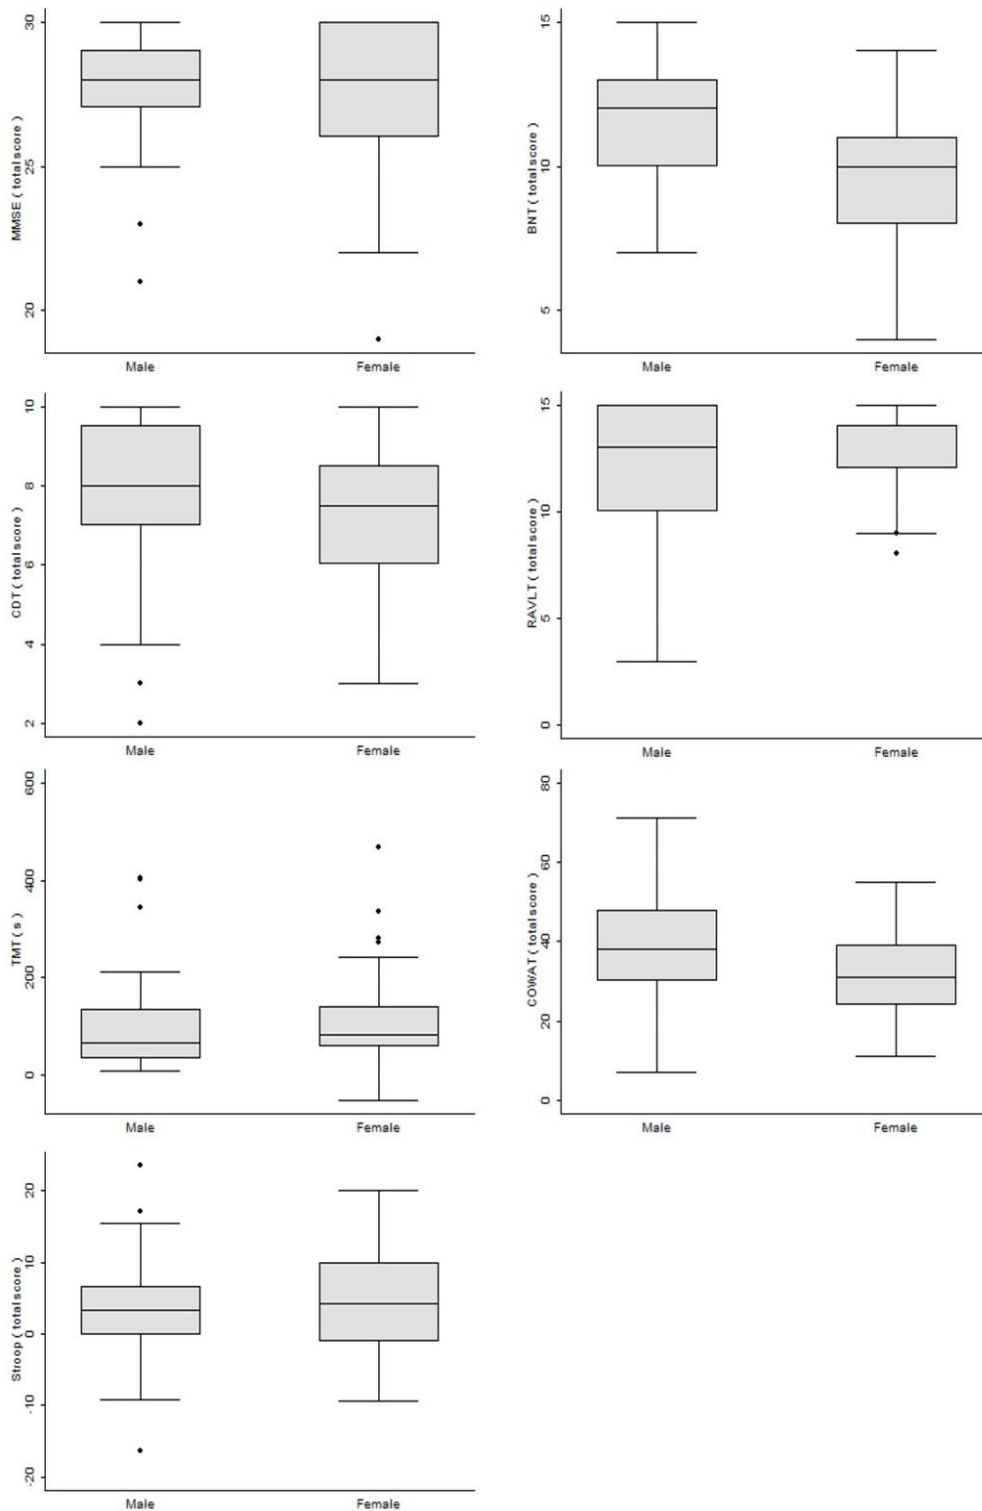 MMSE ( total score )
30
25
20
Male Female
BNT ( total score )
15
10
5
Male Female
CDT ( total score )
10
8
6
4
2
Male Female
RAVLT ( total score )
15
10
5
0
Male Female
TMT ( s )
600
400
200
0
Male Female
COWAT ( total score )
80
60
40
20
0
Male Female
Stroop ( total score )
20
10
0
-10
-20
Male Female